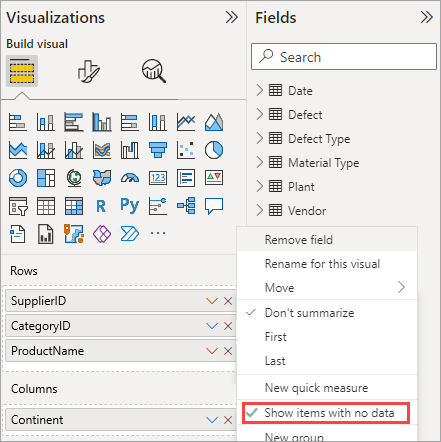 Visualizations
Build visual
123
R
Py
...
Rows
SupplierID
CategoryID
ProductName
Columns
Continent
Fields
Search
Date
Defect
Defect Type
Material Type
Plant
Vendor
Remove field
Rename for this visual
Move
Don't summarize
First
Last
New quick measure
Show items with no data
New group